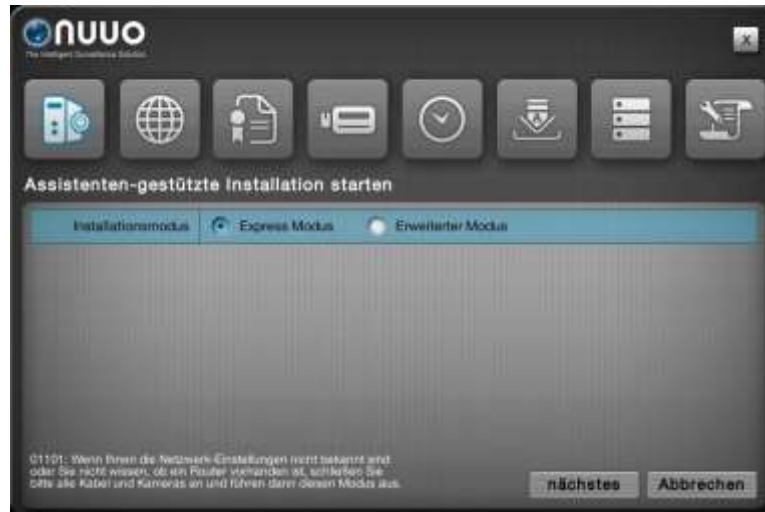 nuuo
The Intelligent Surveillance Solution
x
Assistenten-gestützte Installation starten
Installationsmodus Express Modus Erweiterter Modus
01101: Wenn Ihnen die Netzwerk-Einstellungen nicht bekannt sind
oder Sie nicht wissen, ob ein Router vorhanden ist, schließen Sie
bitte alle Kabel und Kameras an und führen dann diesen Modus aus.
nächstes Abbrechen